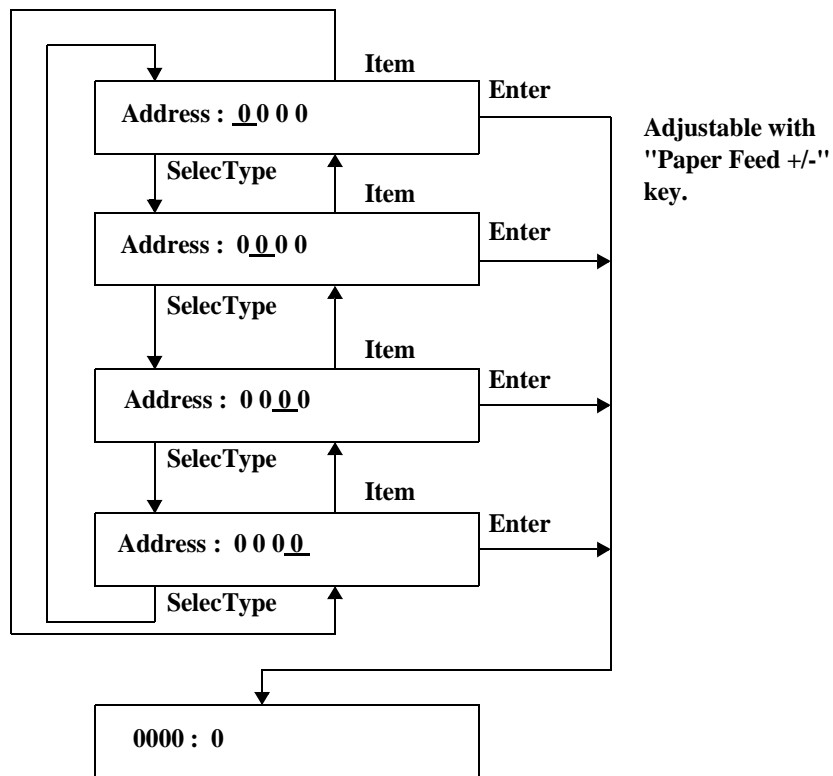 Item
Enter
Address : 0 0 0 0
Adjustable with
"Paper Feed +/-"
key.
SelecType
Item
Enter
Address : 0 0 0 0
SelecType
Item
Enter
Address : 0 0 0 0
SelecType
Item
Enter
Address : 0 0 0 0
SelecType
0000 : 0